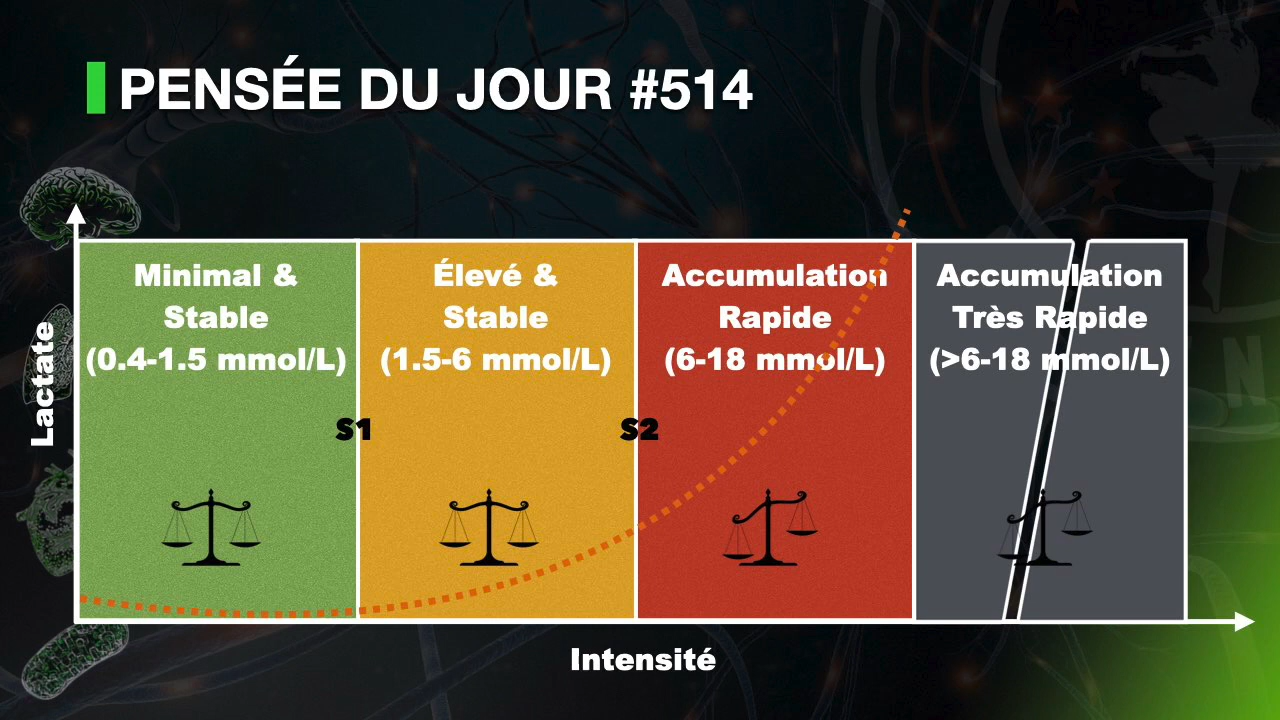 PENSÉE DU JOUR #514
Minimal &
Stable
(0.4-1.5 mmol/L)
Élevé &
Stable
(1.5-6 mmol/L)
Accumulation
Rapide
(6-18 mmol/L)
Accumulation
Très Rapide
(>6-18 mmol/L)
S1
S2
Lactate
Intensité